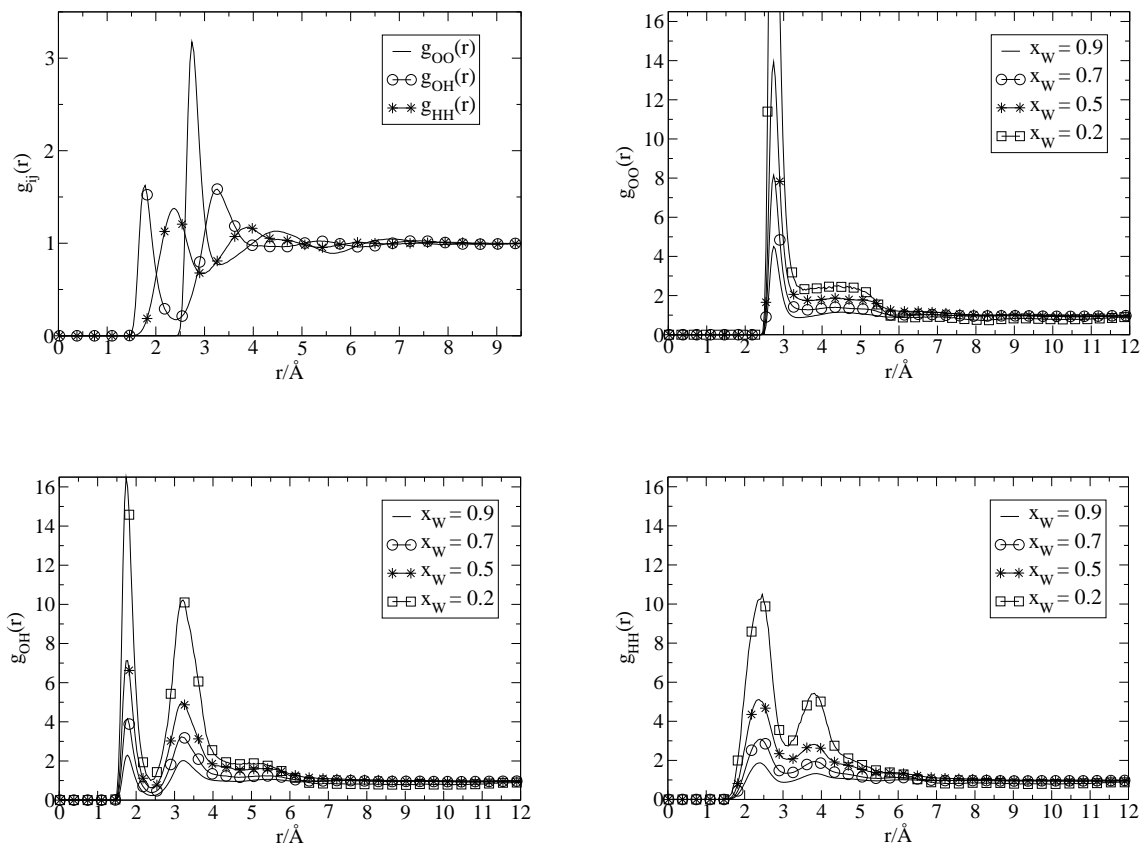 3
2
1
0
g_ij(r)
g_OO(r)
g_OH(r)
g_HH(r)
0 1 2 3 4 5 6 7 8 9
r/Å
16
14
12
10
8
6
4
2
0
g_OO(r)
x_W = 0.9
x_W = 0.7
x_W = 0.5
x_W = 0.2
0 1 2 3 4 5 6 7 8 9 10 11 12
r/Å
16
14
12
10
8
6
4
2
0
g_OH(r)
x_W = 0.9
x_W = 0.7
x_W = 0.5
x_W = 0.2
0 1 2 3 4 5 6 7 8 9 10 11 12
r/Å
16
14
12
10
8
6
4
2
0
g_HH(r)
x_W = 0.9
x_W = 0.7
x_W = 0.5
x_W = 0.2
0 1 2 3 4 5 6 7 8 9 10 11 12
r/Å